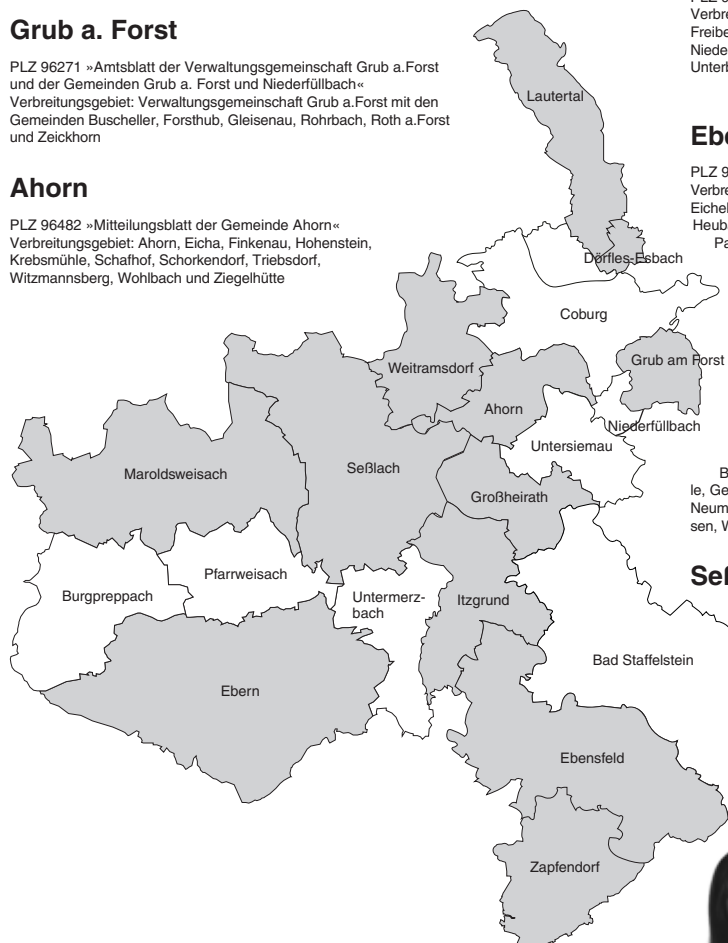 Grub a. Forst
PLZ 96271 »Amtsblatt der Verwaltungsgemeinschaft Grub a.Forst
und der Gemeinden Grub a. Forst und Niederfüllbach«
Verbreitungsgebiet: Verwaltungsgemeinschaft Grub a.Forst mit den
Gemeinden Buscheller, Forsthub, Gleisenau, Rohrbach, Roth a.Forst
und Zeickhorn
Ahorn
PLZ 96482 »Mitteilungsblatt der Gemeinde Ahorn«
Verbreitungsgebiet: Ahorn, Eicha, Finkenau, Hohenstein,
Krebsmühle, Schafhof, Schorkendorf, Triebsdorf,
Witzmannsberg, Wohlbach und Ziegelhütte
Lautertal
Dörfles-Esbach
Coburg
Grub am Forst
Weitramsdorf
Ahorn
Niederfüllbach
Untersiemau
Seßlach
Maroldsweisach
Großheirath
Pfarrweisach
Burgpreppach
Untermerz-
bach
Itzgrund
Bad Staffelstein
Ebern
Ebensfeld
Zapfendorf
le,
sen,